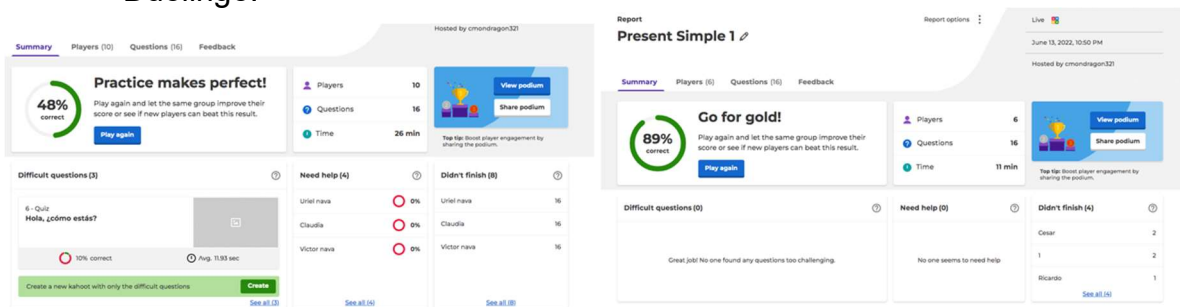 Hosted by cmondragon321
Summary Players (10) Questions (16) Feedback
48%
correct
Practice makes perfect!
Play again and let the same group improve their
score or see if new players can beat this result.
Play again
Players 10
Questions 16
Time 26 min
View podium
Share podium
Top tip: Boost player engagement by
sharing the podium.
Difficult questions (3)
6 - Quiz
Hola, ¿cómo estás?
10% correct
Avg. 11.93 sec
Create a new kahoot with only the difficult questions
Create
See all (3)
Need help (4)
Uriel nava 0%
Claudia 0%
Victor nava 0%
See all (4)
Didn't finish (8)
Uriel nava 16
Claudia 16
Victor nava 16
See all (8)
Report
Present Simple 1
Report options
Live
June 13, 2022, 10:50 PM
Hosted by cmondragon321
Summary Players (6) Questions (16) Feedback
89%
correct
Go for gold!
Play again and let the same group improve their
score or see if new players can beat this result.
Play again
Players 6
Questions 16
Time 11 min
View podium
Share podium
Top tip: Boost player engagement by
sharing the podium.
Difficult questions (0)
Great job! No one found any questions too challenging.
Need help (0)
No one seems to need help
Didn't finish (4)
Cesar 2
1 2
Ricardo 1
See all (4)